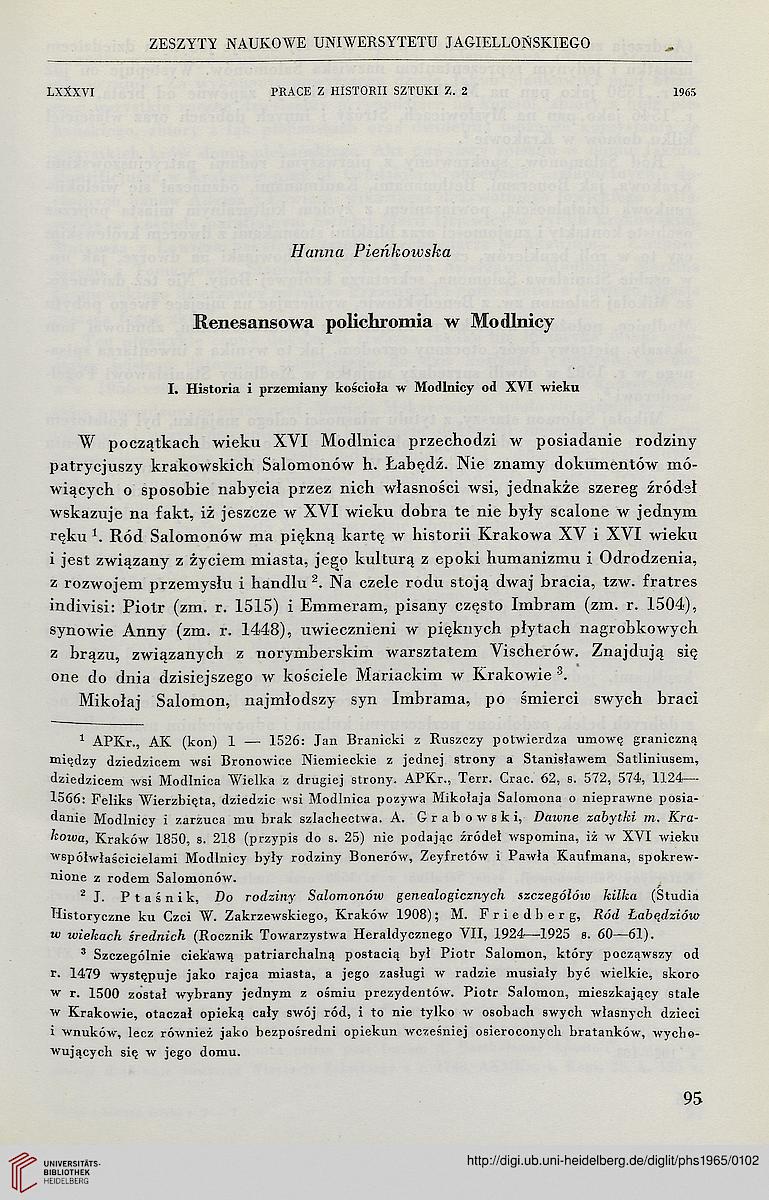 ZESZYTY NAUKOWE UNIWERSYTETU JAGIELLOŃSKIEGO
LXXXVI PRACE Z HISTORII SZTUKI Z. 2 1965
Hanna Pieńkowska
Renesansowa polichromia w Modlnicy
I. Historia i przemiany kościoła w Modlnicy od XVI wieku
W początkach wieku XVI Modlnica przechodzi w posiadanie rodziny
patrycjuszy krakowskich Salomonów h. Łabędź. Nie znamy dokumentów mó-
wiących o sposobie nabycia przez nich własności wsi, jednakże szereg źródeł
wskazuje na fakt, iż jeszcze w XVI wieku dobra te nie były scalone w jednym
ręku ¹. Ród Salomonów ma piękną kartę w historii Krakowa XV i XVI wieku
i jest związany z życiem miasta, jego kulturą z epoki humanizmu i Odrodzenia,
z rozwojem przemysłu i handlu ². Na czele rodu stoją dwaj bracia, tzw. fratres
indivisi: Piotr (zm. r. 1515) i Emmeram, pisany często Imbram (zm. r. 1504),
synowie Anny (zm. r. 1448), uwiecznieni w pięknych płytach nagrobkowych
z brązu, związanych z norymberskim warsztatem Vischerów. Znajdują się
one do dnia dzisiejszego w kościele Mariackim w Krakowie ³.
Mikołaj Salomon, najmłodszy syn Imbrama, po śmierci swych braci
¹ APKr., AK (kon) 1 — 1526: Jan Branicki z Ruszczy potwierdza umowę graniczną
między dziedzicem wsi Bronowice Niemieckie z jednej strony a Stanisławem Satliniusem,
dziedzicem wsi Modlnica Wielka z drugiej strony. APKr., Terr. Crac. 62, s. 572, 574, 1124—
1566: Feliks Wierzbięta, dziedzic wsi Modlnica pozywa Mikołaja Salomona o nieprawne posia-
danie Modlnicy i zarzuca mu brak szlachectwa. A. Grabowski, Dawne zabytki m. Kra-
kowa, Kraków 1850, s. 218 (przypis do s. 25) nie podając źródeł wspomina, iż w XVI wieku
współwłaścicielami Modlnicy były rodziny Bonerów, Zeyfretów i Pawła Kaufmana, spokrew-
nione z rodem Salomonów.
² J. Ptaśnik, Do rodziny Salomonów genealogicznych szczegółów kilka (Studia
Historyczne ku Czci W. Zakrzewskiego, Kraków 1908); M. Friedberg, Ród Łabędziów
w wiekach średnich (Rocznik Towarzystwa Heraldycznego VII, 1924—1925 s. 60—61).
³ Szczególnie ciekawą patriarchalną postacią był Piotr Salomon, który począwszy od
r. 1479 występuje jako rajca miasta, a jego zasługi w radzie musiały być wielkie, skoro
w r. 1500 został wybrany jednym z ośmiu prezydentów. Piotr Salomon, mieszkający stale
w Krakowie, otaczał opieką cały swój ród, i to nie tylko w osobach swych własnych dzieci
i wnuków, lecz również jako bezpośredni opiekun wcześniej osieroconych bratanków, wycho-
wujących się w jego domu.
95
UNIVERSITÄTS-
BIBLIOTHEK
HEIDELBERG
http://digi.ub.uni-heidelberg.de/diglit/phs1965/0102